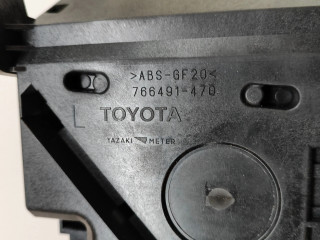 >ABS-GF20<
766491-470
L TOYOTA
YAZAKI METER